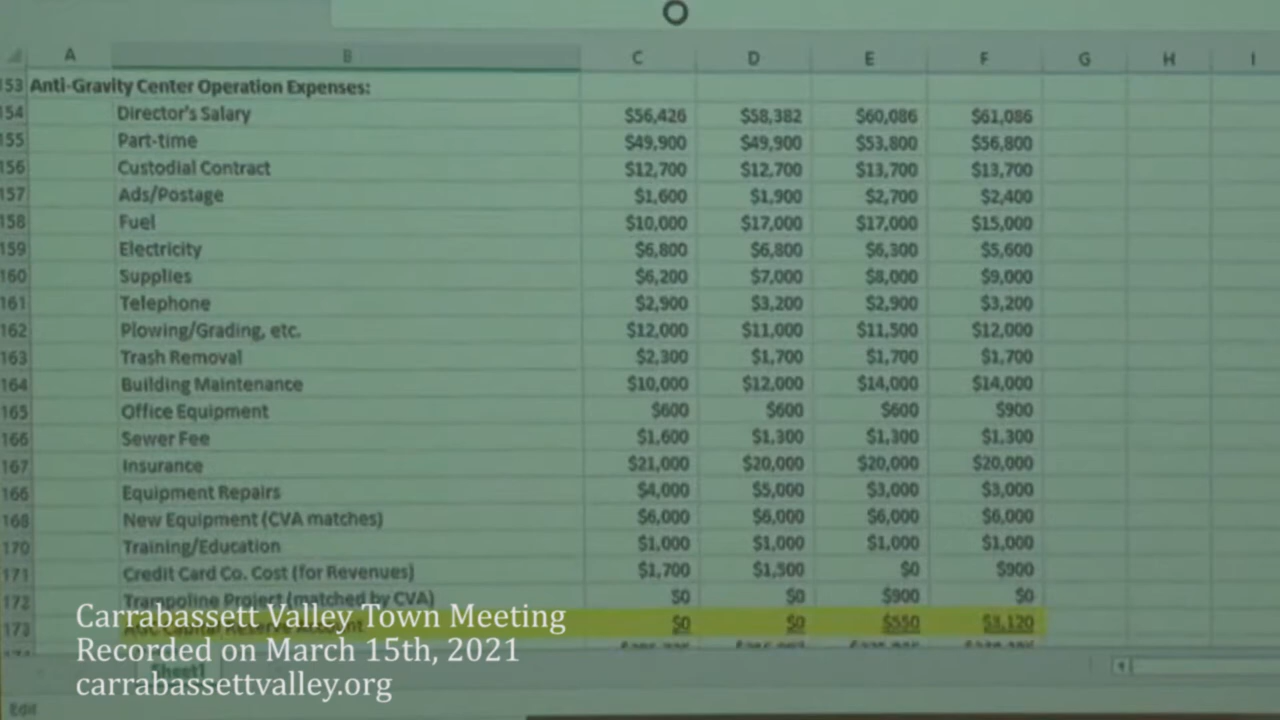 A B C D E F G H I
153 Anti-Gravity Center Operation Expenses:
154 Director's Salary $56,426 $58,382 $60,086 $61,086
155 Part-time $49,900 $49,900 $53,800 $56,800
156 Custodial Contract $12,700 $12,700 $13,700 $13,700
157 Ads/Postage $1,600 $1,900 $2,700 $2,400
158 Fuel $10,000 $17,000 $17,000 $15,000
159 Electricity $6,800 $6,800 $6,300 $5,600
160 Supplies $6,200 $7,000 $8,000 $9,000
161 Telephone $2,900 $3,200 $2,900 $3,200
162 Plowing/Grading, etc. $12,000 $11,000 $11,500 $12,000
163 Trash Removal $2,300 $1,700 $1,700 $1,700
164 Building Maintenance $10,000 $12,000 $14,000 $14,000
165 Office Equipment $600 $600 $600 $900
166 Sewer Fee $1,600 $1,300 $1,300 $1,300
167 Insurance $21,000 $20,000 $20,000 $20,000
Equipment Repairs $4,000 $5,000 $3,000 $3,000
New Equipment (CVA matches) $6,000 $6,000 $6,000 $6,000
170 Training/Education $1,000 $1,000 $1,000 $1,000
171 Credit Card Co. Cost (for Revenues) $1,700 $1,500 $0 $900
172 Trampoline Project (matched by CVA) $0 $0 $900 $0
173 AGC Capital Reserve Account $0 $0 $550 $3,120
Carrabassett Valley Town Meeting
Recorded on March 15th, 2021
Sheet1
carrabassettvalley.org
Edit